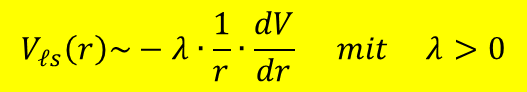 V_ℓs(r)~ − λ · 1/r · dV/dr mit λ > 0